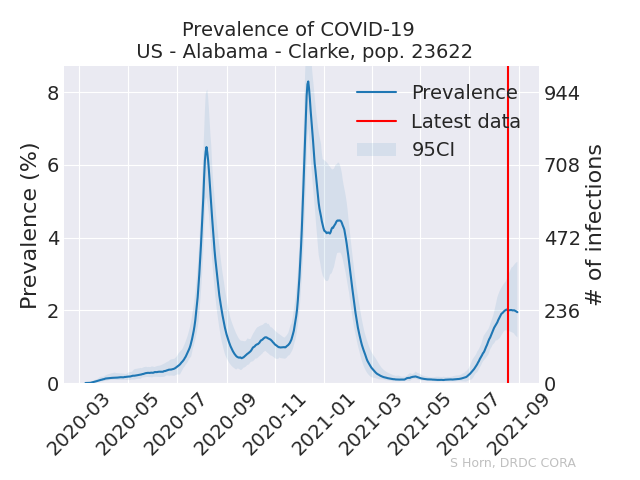 Prevalence of COVID-19
US - Alabama - Clarke, pop. 23622
Prevalence
Latest data
95CI
Prevalence (%)
8
6
4
2
0
944
708
472
236
0
# of infections
2020-03
2020-05
2020-07
2020-09
2020-11
2021-01
2021-03
2021-05
2021-07
2021-09
S Horn, DRDC CORA